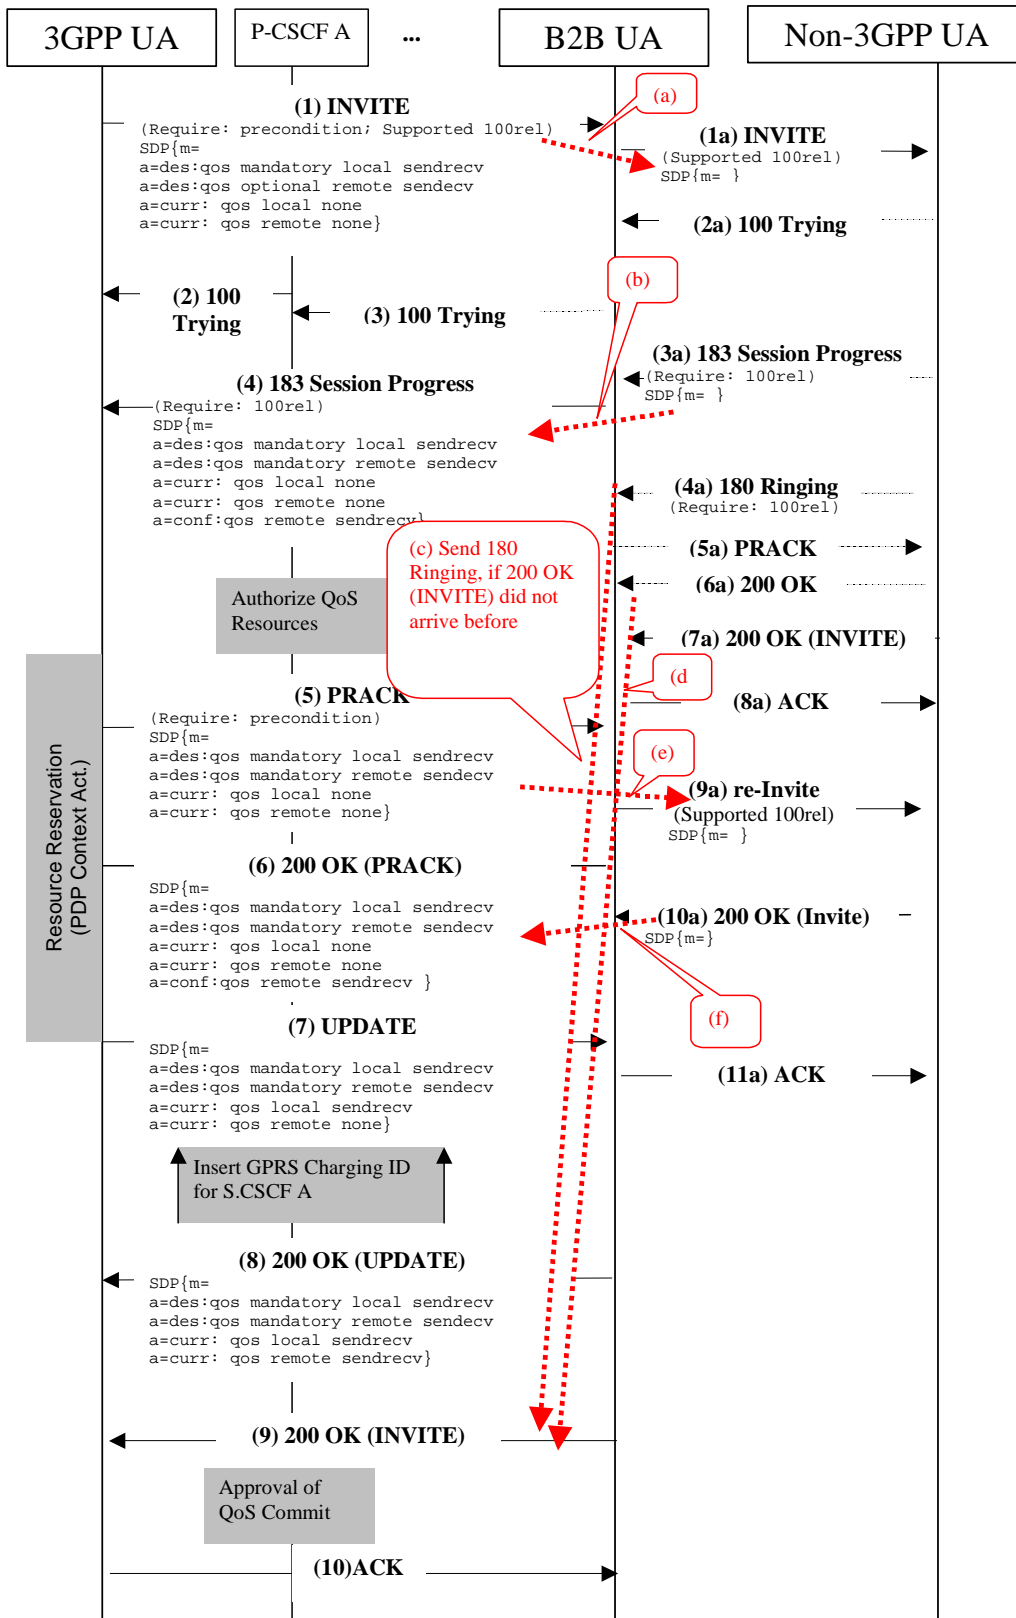 3GPP UA
P-CSCF A
...
B2B UA
Non-3GPP UA
(a)
(1) INVITE
(Require: precondition; Supported 100rel)
SDP{m=
a=des:qos mandatory local sendrecv
a=des:qos optional remote sendecv
a=curr: qos local none
a=curr: qos remote none}
(1a) INVITE
(Supported 100rel)
SDP{m= }
(2a) 100 Trying
(b)
(2) 100
Trying
(3) 100 Trying
(3a) 183 Session Progress
(Require: 100rel)
SDP{m= }
(4) 183 Session Progress
(Require: 100rel)
SDP{m=
a=des:qos mandatory local sendrecv
a=des:qos mandatory remote sendecv
a=curr: qos local none
a=curr: qos remote none
a=conf:qos remote sendrecv}
(4a) 180 Ringing
(Require: 100rel)
(c) Send 180
Ringing, if 200 OK
(INVITE) did not
arrive before
(5a) PRACK
(6a) 200 OK
Authorize QoS
Resources
(7a) 200 OK (INVITE)
(d
(8a) ACK
Resource Reservation
(PDP Context Act.)
(5) PRACK
(Require: precondition)
SDP{m=
a=des:qos mandatory local sendrecv
a=des:qos mandatory remote sendecv
a=curr: qos local none
a=curr: qos remote none}
(e)
(9a) re-Invite
(Supported 100rel)
SDP{m= }
(6) 200 OK (PRACK)
SDP{m=
a=des:qos mandatory local sendrecv
a=des:qos mandatory remote sendecv
a=curr: qos local none
a=curr: qos remote none
a=conf:qos remote sendrecv }
(10a) 200 OK (Invite)
SDP{m=}
(f)
(7) UPDATE
SDP{m=
a=des:qos mandatory local sendrecv
a=des:qos mandatory remote sendecv
a=curr: qos local sendrecv
a=curr: qos remote none}
(11a) ACK
Insert GPRS Charging ID
for S.CSCF A
(8) 200 OK (UPDATE)
SDP{m=
a=des:qos mandatory local sendrecv
a=des:qos mandatory remote sendecv
a=curr: qos local sendrecv
a=curr: qos remote sendrecv}
(9) 200 OK (INVITE)
Approval of
QoS Commit
(10)ACK